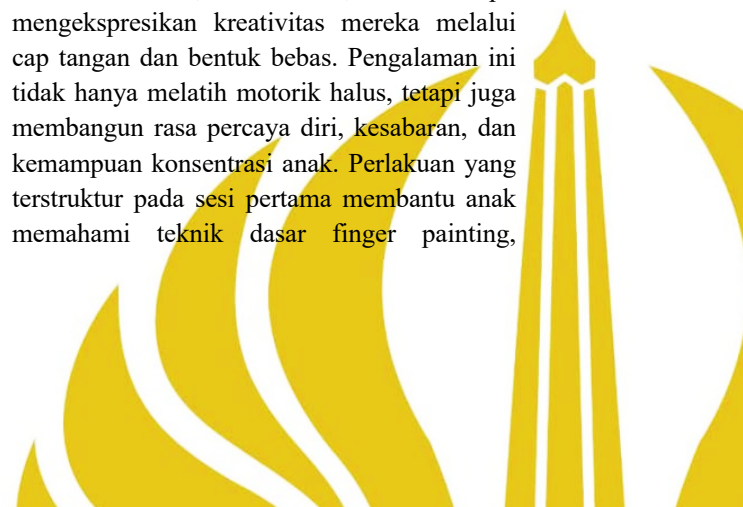 mengekspresikan kreativitas mereka melalui
cap tangan dan bentuk bebas. Pengalaman ini
tidak hanya melatih motorik halus, tetapi juga
membangun rasa percaya diri, kesabaran, dan
kemampuan konsentrasi anak. Perlakuan yang
terstruktur pada sesi pertama membantu anak
memahami teknik dasar finger painting,